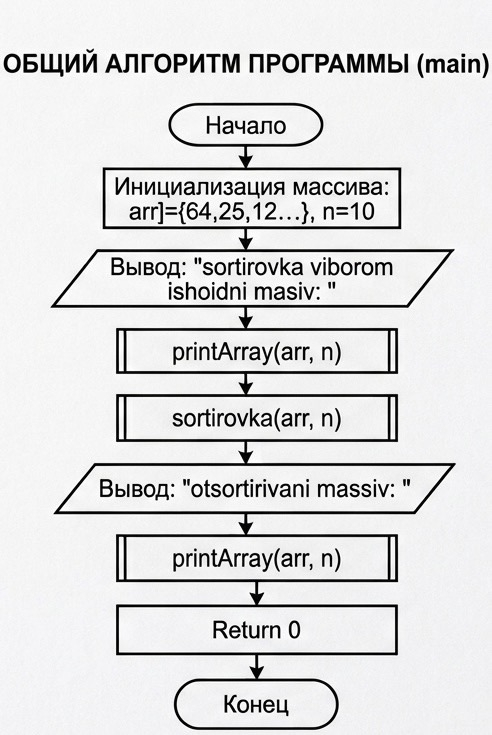 ОБЩИЙ АЛГОРИТМ ПРОГРАММЫ (main)
Начало
Инициализация массива:
arr]={64,25,12...}, n=10
Вывод: "sortirovka viborom
ishoidni masiv: "
printArray(arr, n)
sortirovka(arr, n)
Вывод: "otsortirivani massiv: "
printArray(arr, n)
Return 0
Конец